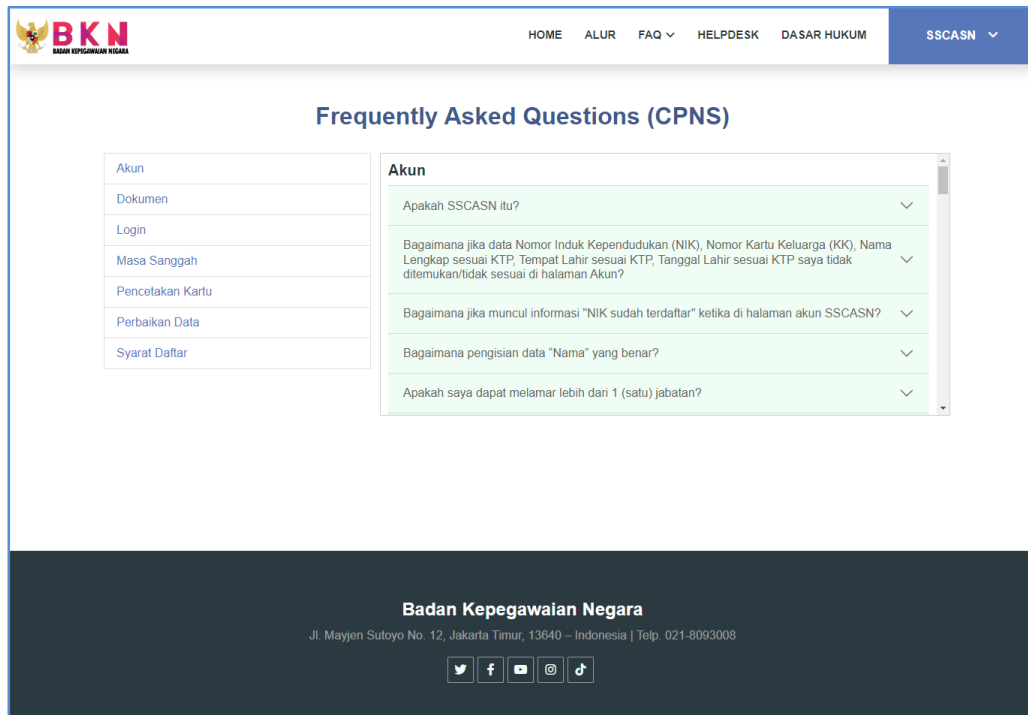 BKN
BADAN KEPEGAWAIAN NEGARA
HOME ALUR FAQ HELPDESK DASAR HUKUM SSCASN
Frequently Asked Questions (CPNS)
Akun
Dokumen
Login
Masa Sanggah
Pencetakan Kartu
Perbaikan Data
Syarat Daftar
Akun
Apakah SSCASN itu?
Bagaimana jika data Nomor Induk Kependudukan (NIK), Nomor Kartu Keluarga (KK), Nama
Lengkap sesuai KTP, Tempat Lahir sesuai KTP, Tanggal Lahir sesuai KTP saya tidak
ditemukan/tidak sesuai di halaman Akun?
Bagaimana jika muncul informasi "NIK sudah terdaftar" ketika di halaman akun SSCASN?
Bagaimana pengisian data “Nama” yang benar?
Apakah saya dapat melamar lebih dari 1 (satu) jabatan?
Badan Kepegawaian Negara
Jl. Mayjen Sutoyo No. 12, Jakarta Timur, 13640 – Indonesia | Telp. 021-8093008